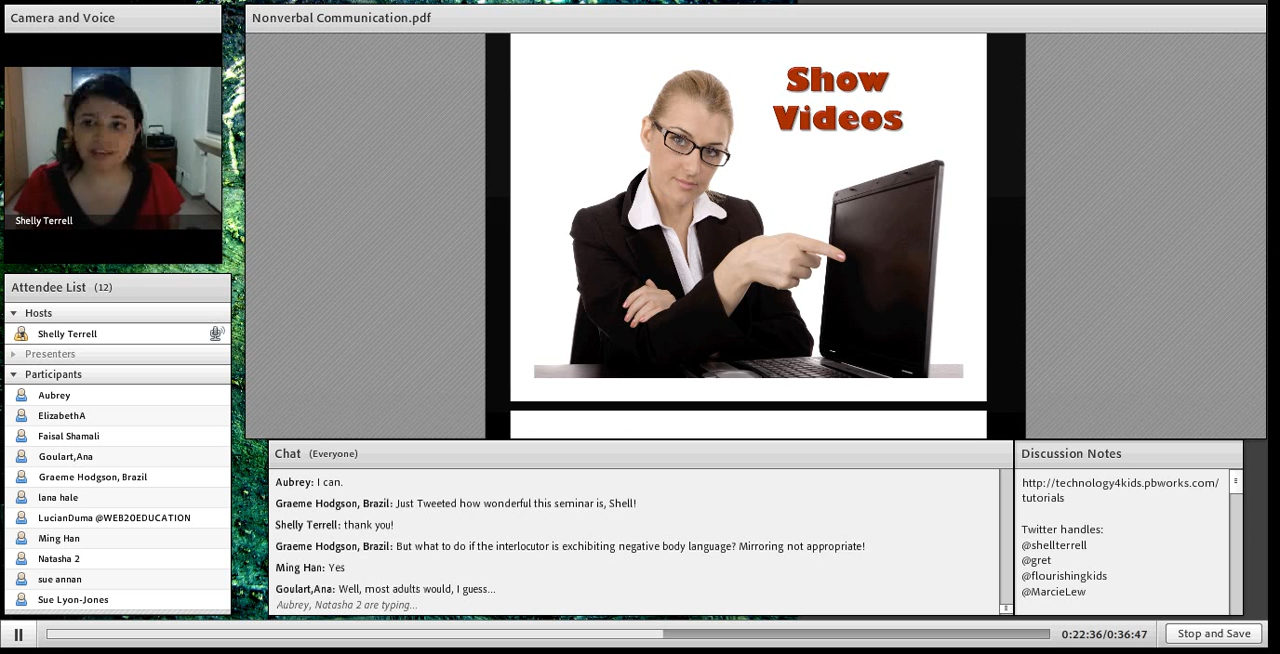 Camera and Voice
Shelly Terrell
Attendee List (12)
Hosts
Shelly Terrell
Presenters
Participants
Aubrey
ElizabethA
Faisal Shamali
Goulart,Ana
Graeme Hodgson, Brazil
lana hale
LucianDuma @WEB20EDUCATION
Ming Han
Natasha 2
sue annan
Sue Lyon-Jones
Nonverbal Communication.pdf
Show
Videos
Chat (Everyone)
Aubrey: I can.
Graeme Hodgson, Brazil: Just Tweeted how wonderful this seminar is, Shell!
Shelly Terrell: thank you!
Graeme Hodgson, Brazil: But what to do if the interlocutor is exchibiting negative body language? Mirroring not appropriate!
Ming Han: Yes
Goulart,Ana: Well, most adults would, I guess...
Aubrey, Natasha 2 are typing...
Discussion Notes
http://technology4kids.pbworks.com/
tutorials
Twitter handles:
@shellterrell
@gret
@flourishingkids
@MarcieLew
0:22:36/0:36:47
Stop and Save